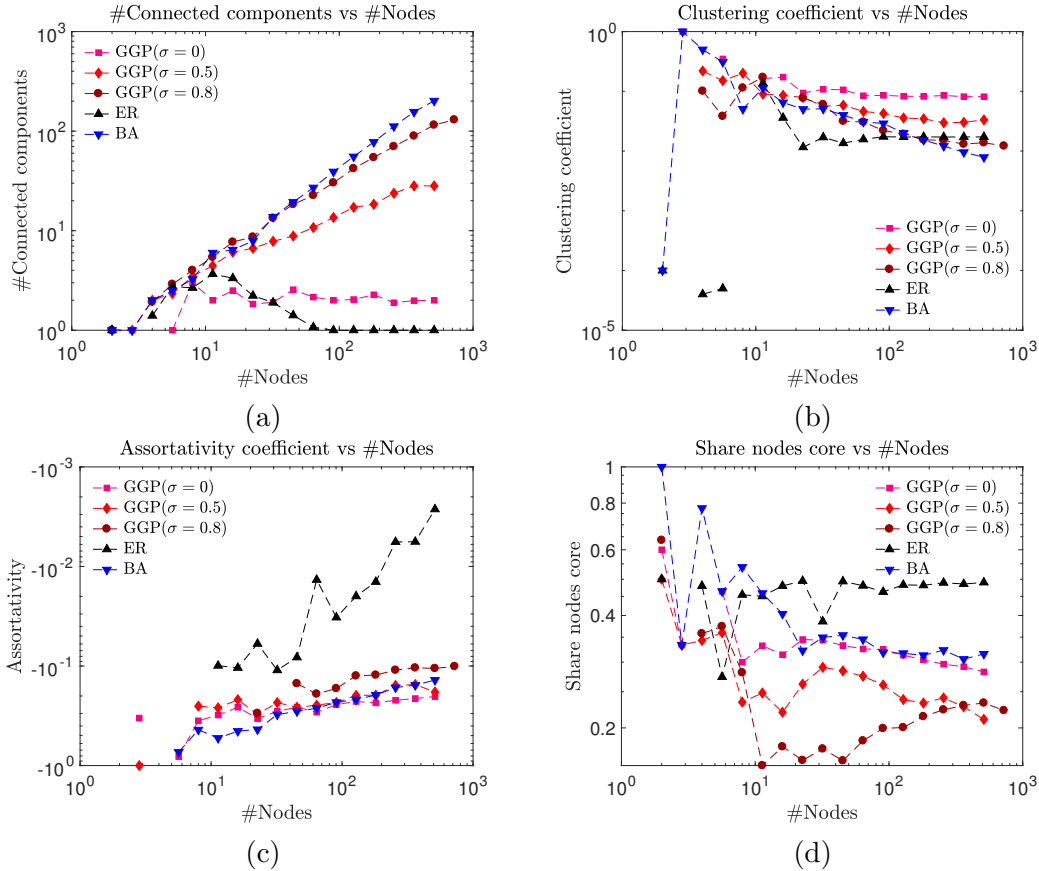 #Connected components vs #Nodes
10^3
10^2
10^1
10^0
#Connected components
GGP(σ = 0)
GGP(σ = 0.5)
GGP(σ = 0.8)
ER
BA
10^0 10^1 10^2 10^3
#Nodes
(a)
Clustering coefficient vs #Nodes
10^0
10^-5
Clustering coefficient
GGP(σ = 0)
GGP(σ = 0.5)
GGP(σ = 0.8)
ER
BA
10^0 10^1 10^2 10^3
#Nodes
(b)
Assortativity coefficient vs #Nodes
-10^-3
-10^-2
-10^-1
-10^0
Assortativity
GGP(σ = 0)
GGP(σ = 0.5)
GGP(σ = 0.8)
ER
BA
10^0 10^1 10^2 10^3
#Nodes
(c)
Share nodes core vs #Nodes
1
0.8
0.6
0.4
0.2
Share nodes core
GGP(σ = 0)
GGP(σ = 0.5)
GGP(σ = 0.8)
ER
BA
10^0 10^1 10^2 10^3
#Nodes
(d)